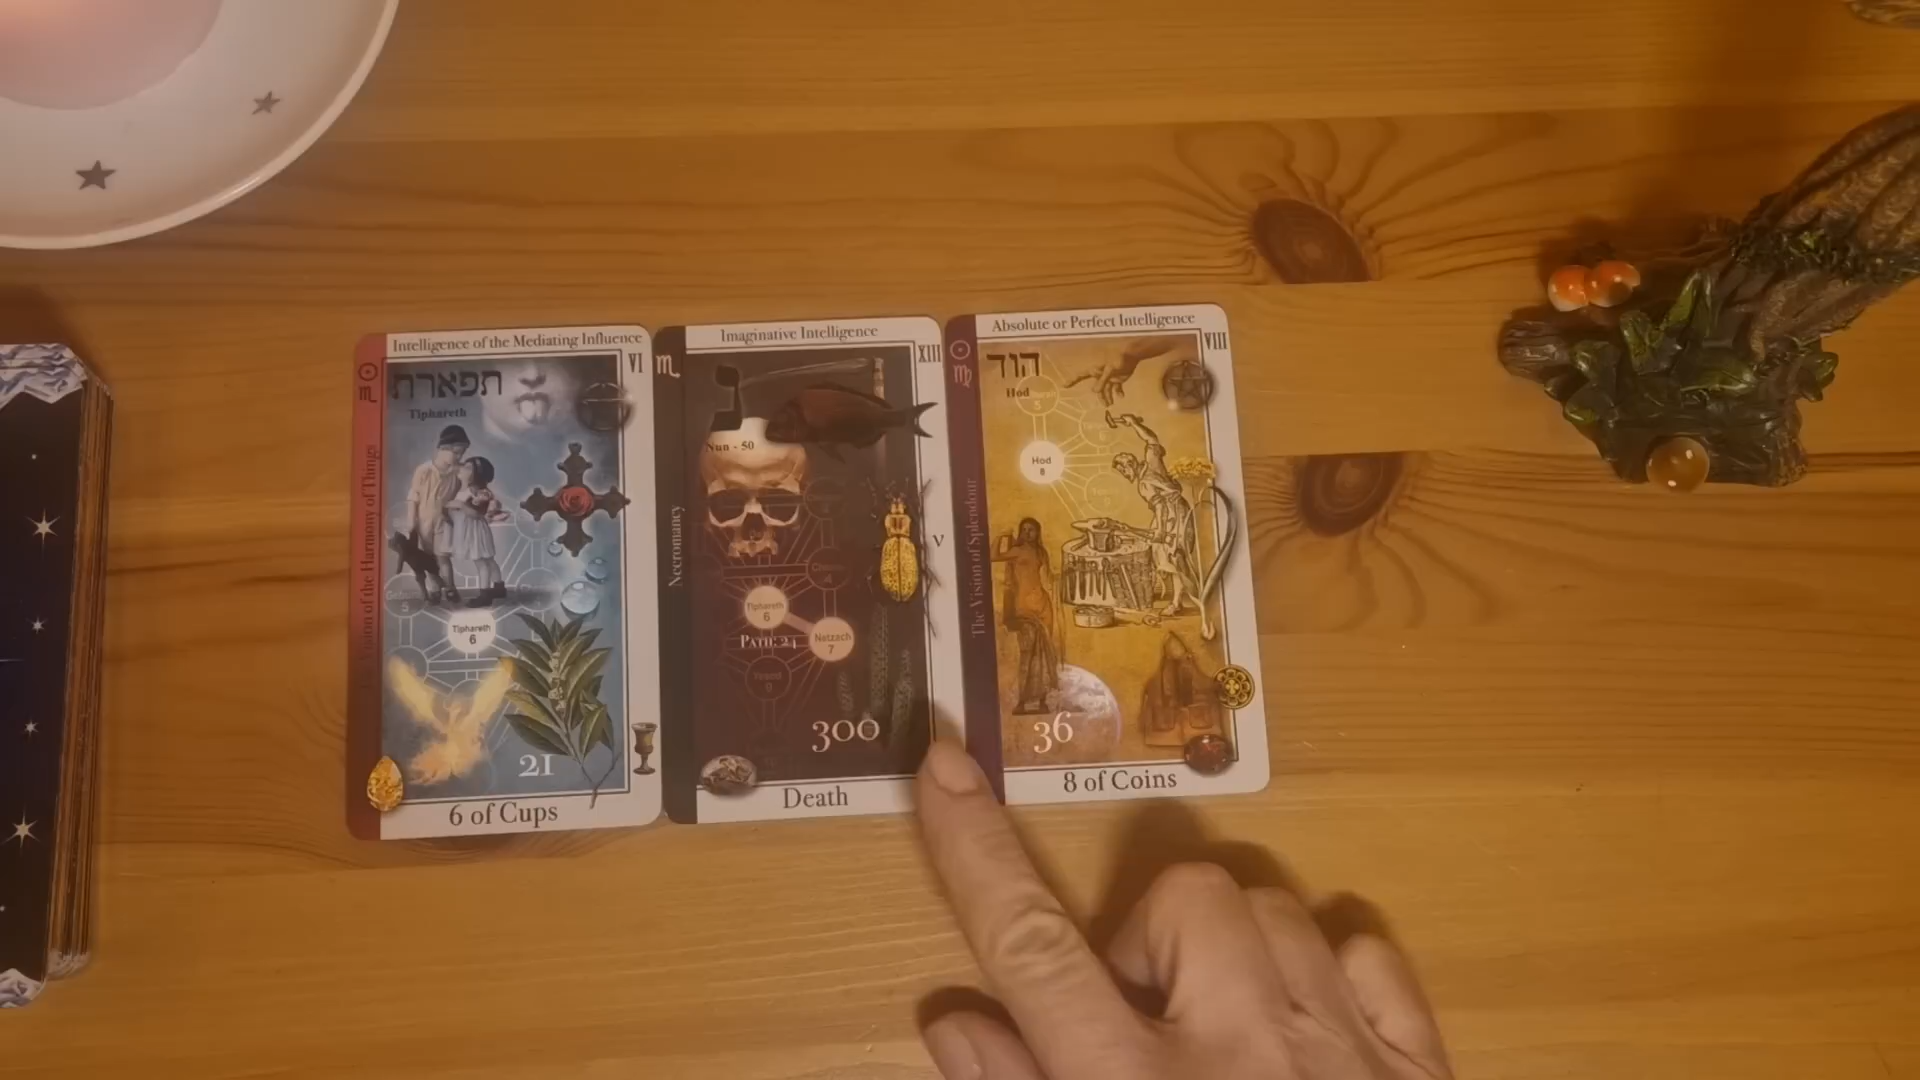 Intelligence of the Mediating Influence
VI
תפארת
Tiphareth
Vision of the Harmony of Things
Tiphareth
6
5
21
6 of Cups
Imaginative Intelligence
XIII
נ
Nun - 50
Necromancy
V
Tiphareth
6
Netzach
7
Path: 24
300
Death
Absolute or Perfect Intelligence
VIII
הוד
Hod
5
Hod
8
The Vision of Splendour
36
8 of Coins